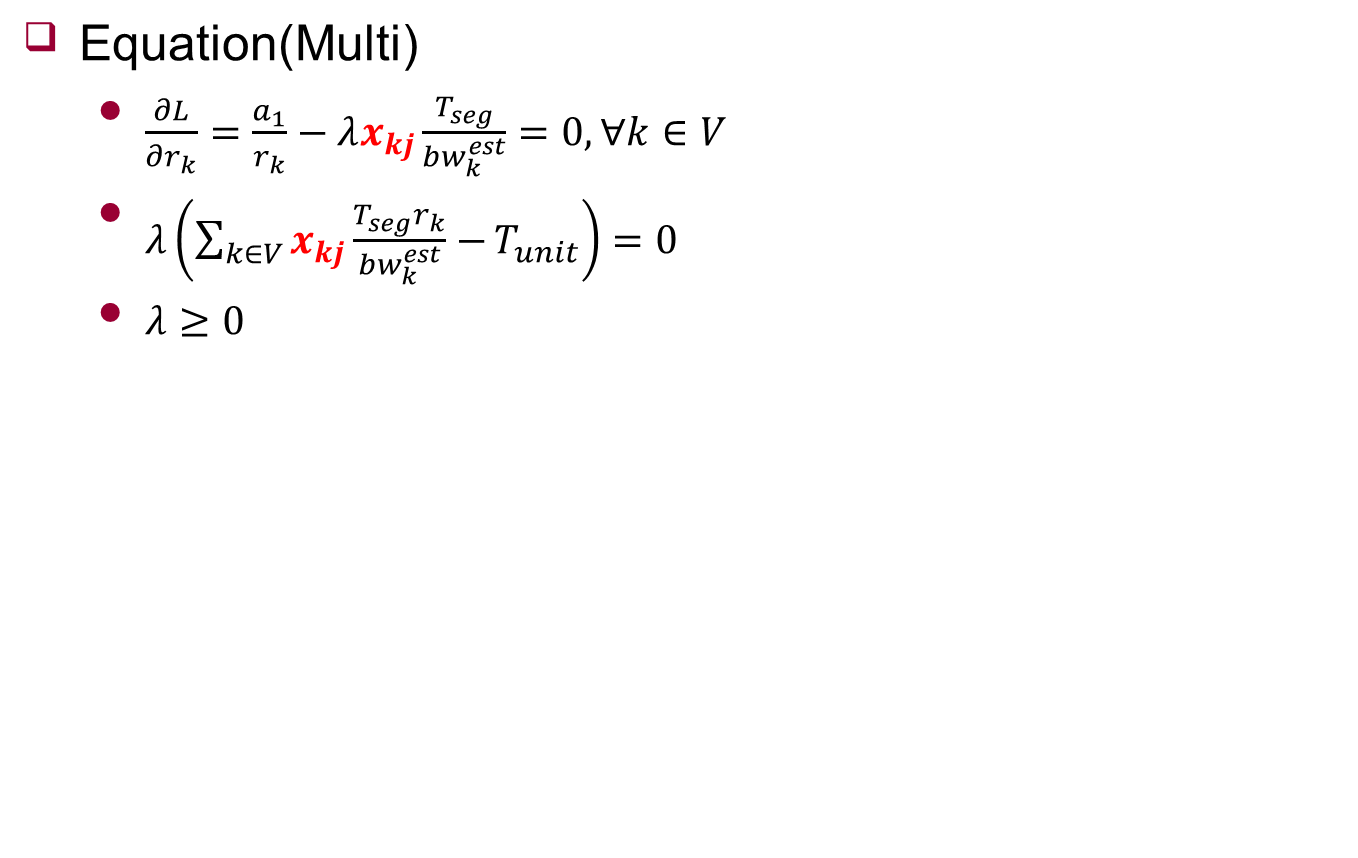 Equation(Multi)
∂L/∂r_k = a_1/r_k − λx_kj T_seg/bw_k^est = 0, ∀k ∈ V
λ(∑_{k∈V} x_kj T_seg r_k/bw_k^est − T_unit) = 0
λ ≥ 0